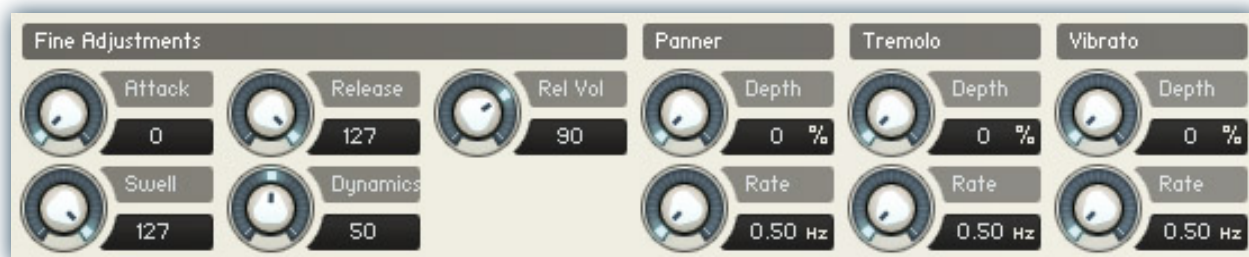 Fine Adjustments Panner Tremolo Vibrato
Attack Release Rel Vol Depth Depth Depth
0 127 90 0 % 0 % 0 %
Swell Dynamics Rate Rate Rate
127 50 0.50 Hz 0.50 Hz 0.50 Hz